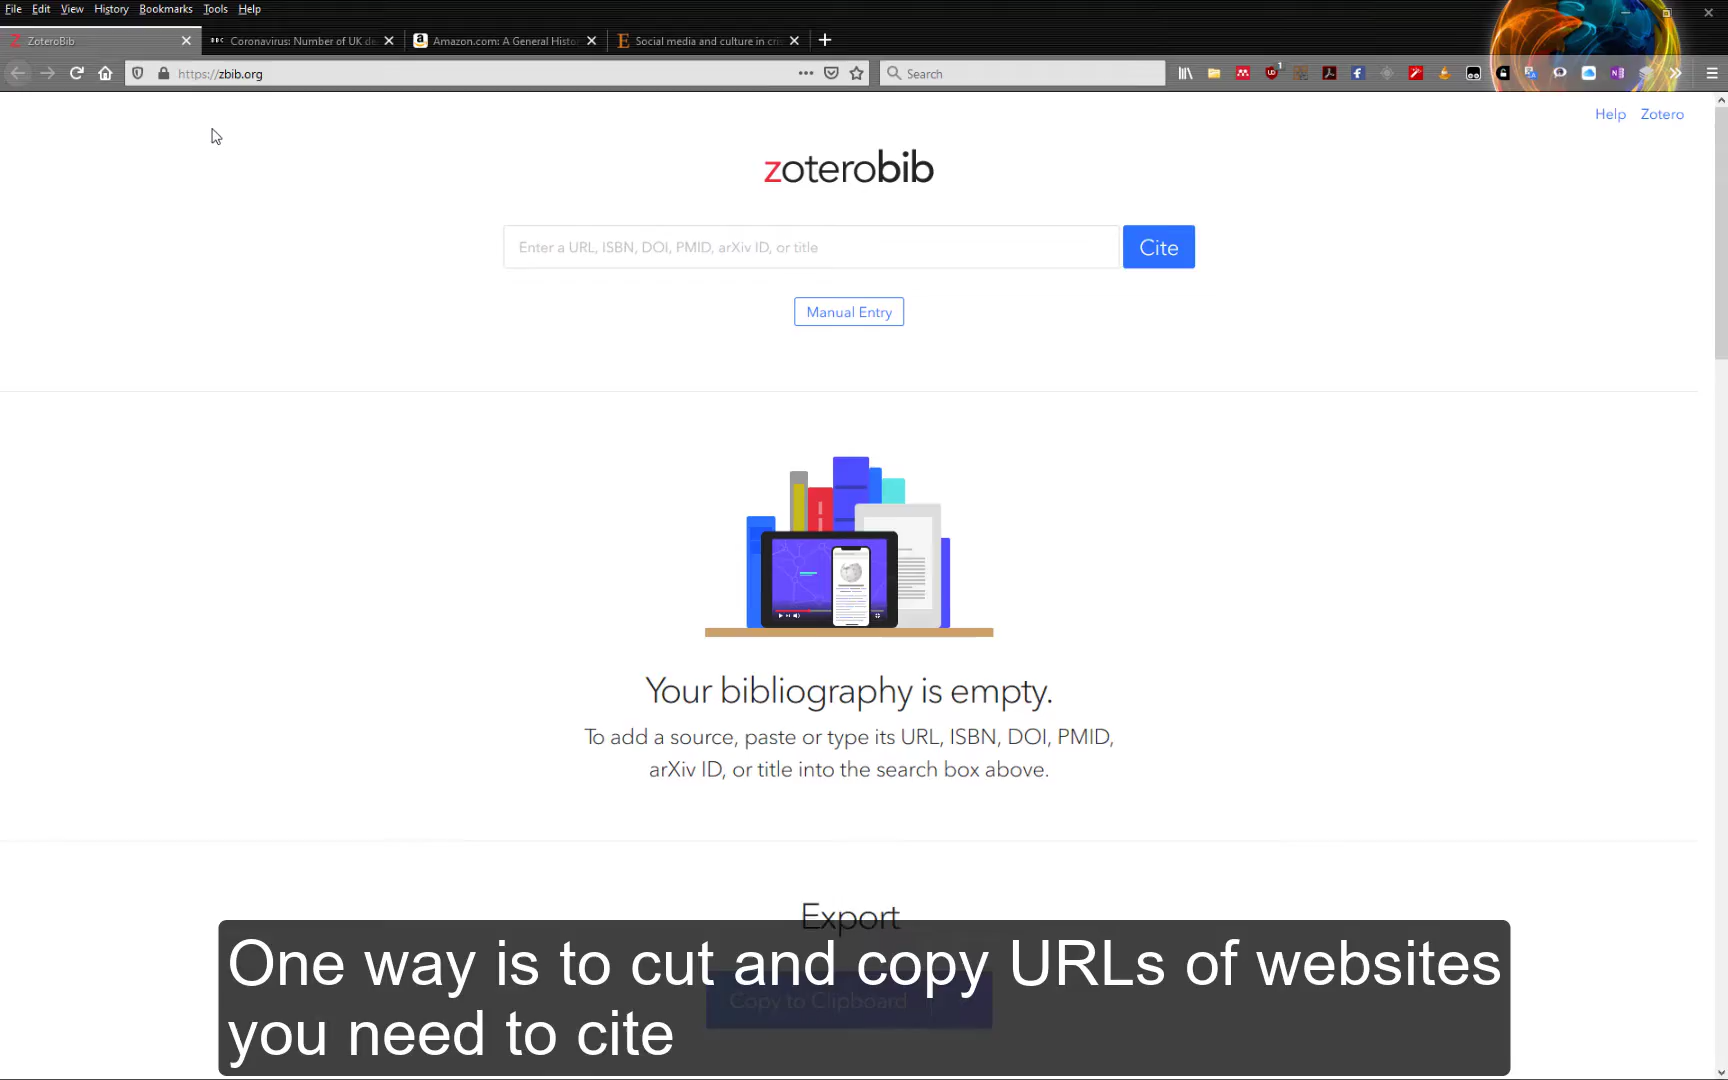 File Edit View History Bookmarks Tools Help
ZoteroBib
BBC Coronavirus: Number of UK de
Amazon.com: A General Histo
Social media and culture in cri
https://zbib.org
Search
Help Zotero
zoterobib
Enter a URL, ISBN, DOI, PMID, arXiv ID, or title
Cite
Manual Entry
Your bibliography is empty.
To add a source, paste or type its URL, ISBN, DOI, PMID,
arXiv ID, or title into the search box above.
Export
Copy to Clipboard
One way is to cut and copy URLs of websites
you need to cite